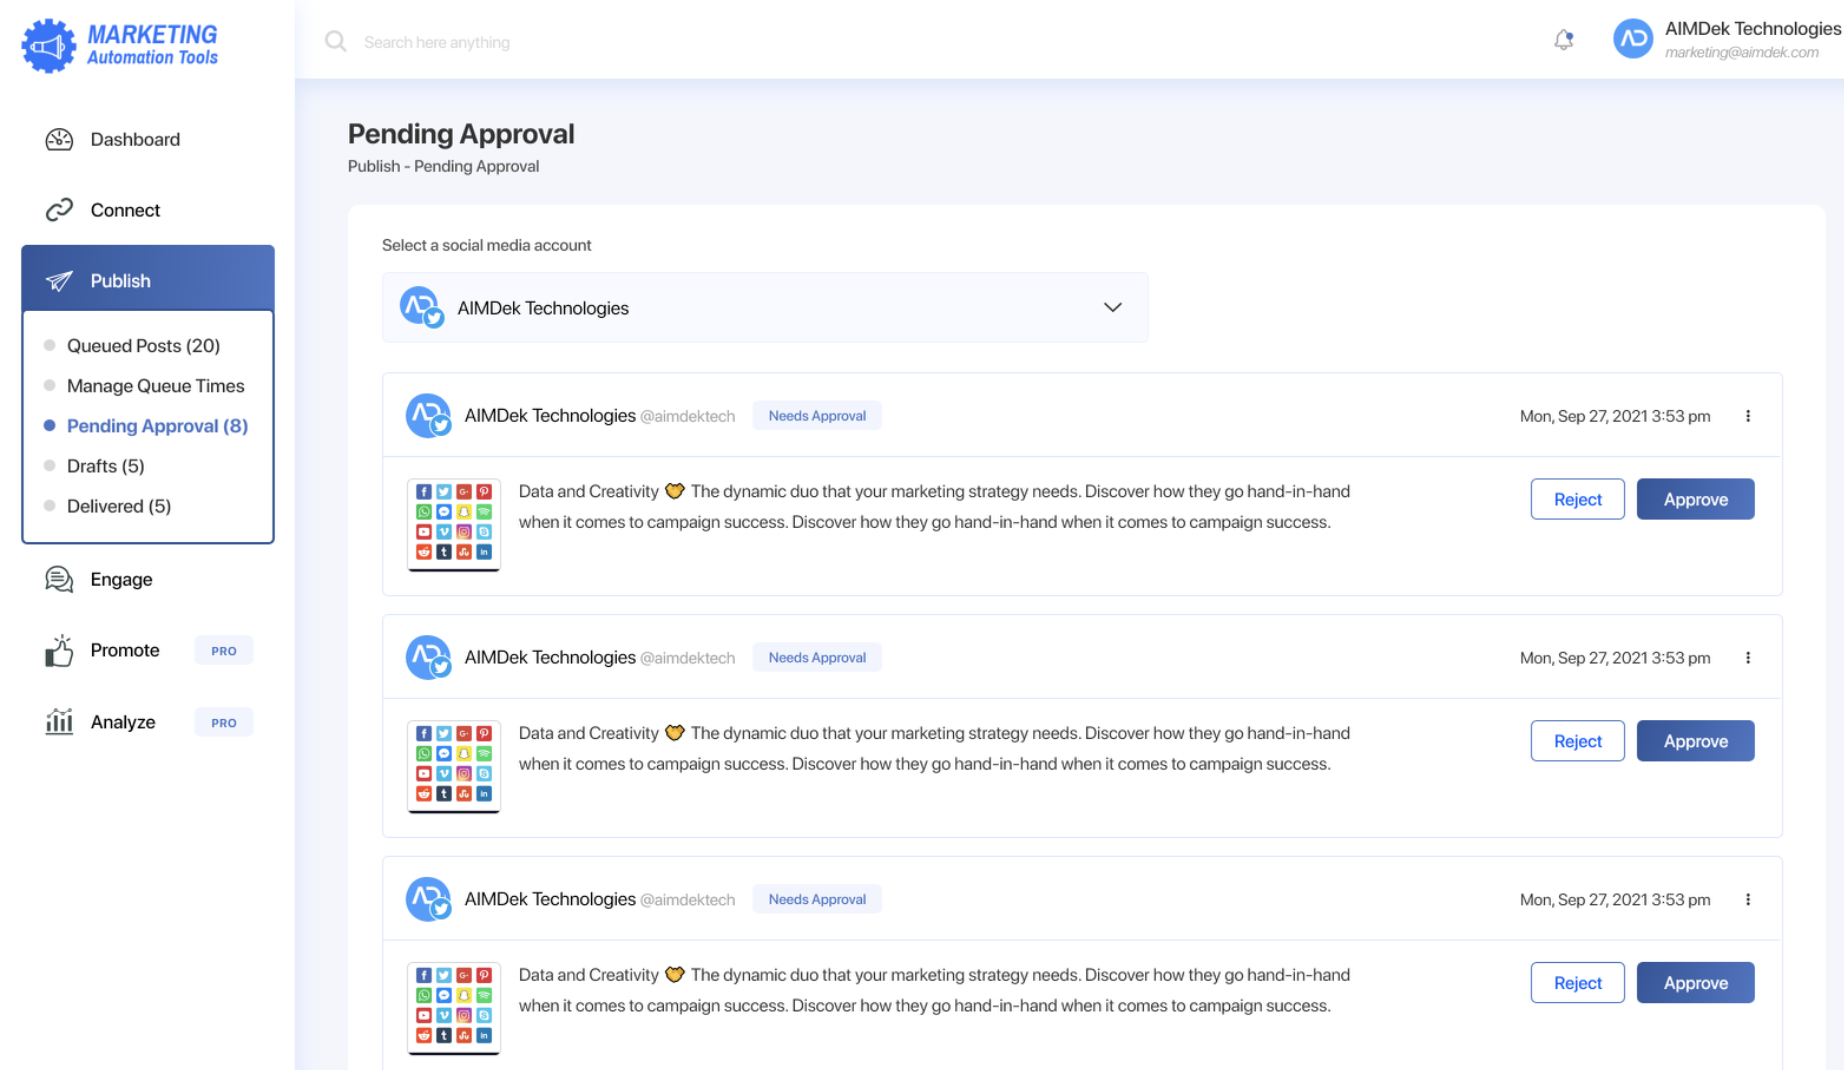 MARKETING
Automation Tools
Search here anything
AIMDek Technologies
marketing@aimdek.com
Dashboard
Connect
Publish
Queued Posts (20)
Manage Queue Times
Pending Approval (8)
Drafts (5)
Delivered (5)
Engage
Promote PRO
Analyze PRO
Pending Approval
Publish - Pending Approval
Select a social media account
AIMDek Technologies
AIMDek Technologies @aimdektech Needs Approval Mon, Sep 27, 2021 3:53 pm
Data and Creativity The dynamic duo that your marketing strategy needs. Discover how they go hand-in-hand
when it comes to campaign success. Discover how they go hand-in-hand when it comes to campaign success.
Reject Approve
AIMDek Technologies @aimdektech Needs Approval Mon, Sep 27, 2021 3:53 pm
Data and Creativity The dynamic duo that your marketing strategy needs. Discover how they go hand-in-hand
when it comes to campaign success. Discover how they go hand-in-hand when it comes to campaign success.
Reject Approve
AIMDek Technologies @aimdektech Needs Approval Mon, Sep 27, 2021 3:53 pm
Data and Creativity The dynamic duo that your marketing strategy needs. Discover how they go hand-in-hand
when it comes to campaign success. Discover how they go hand-in-hand when it comes to campaign success.
Reject Approve